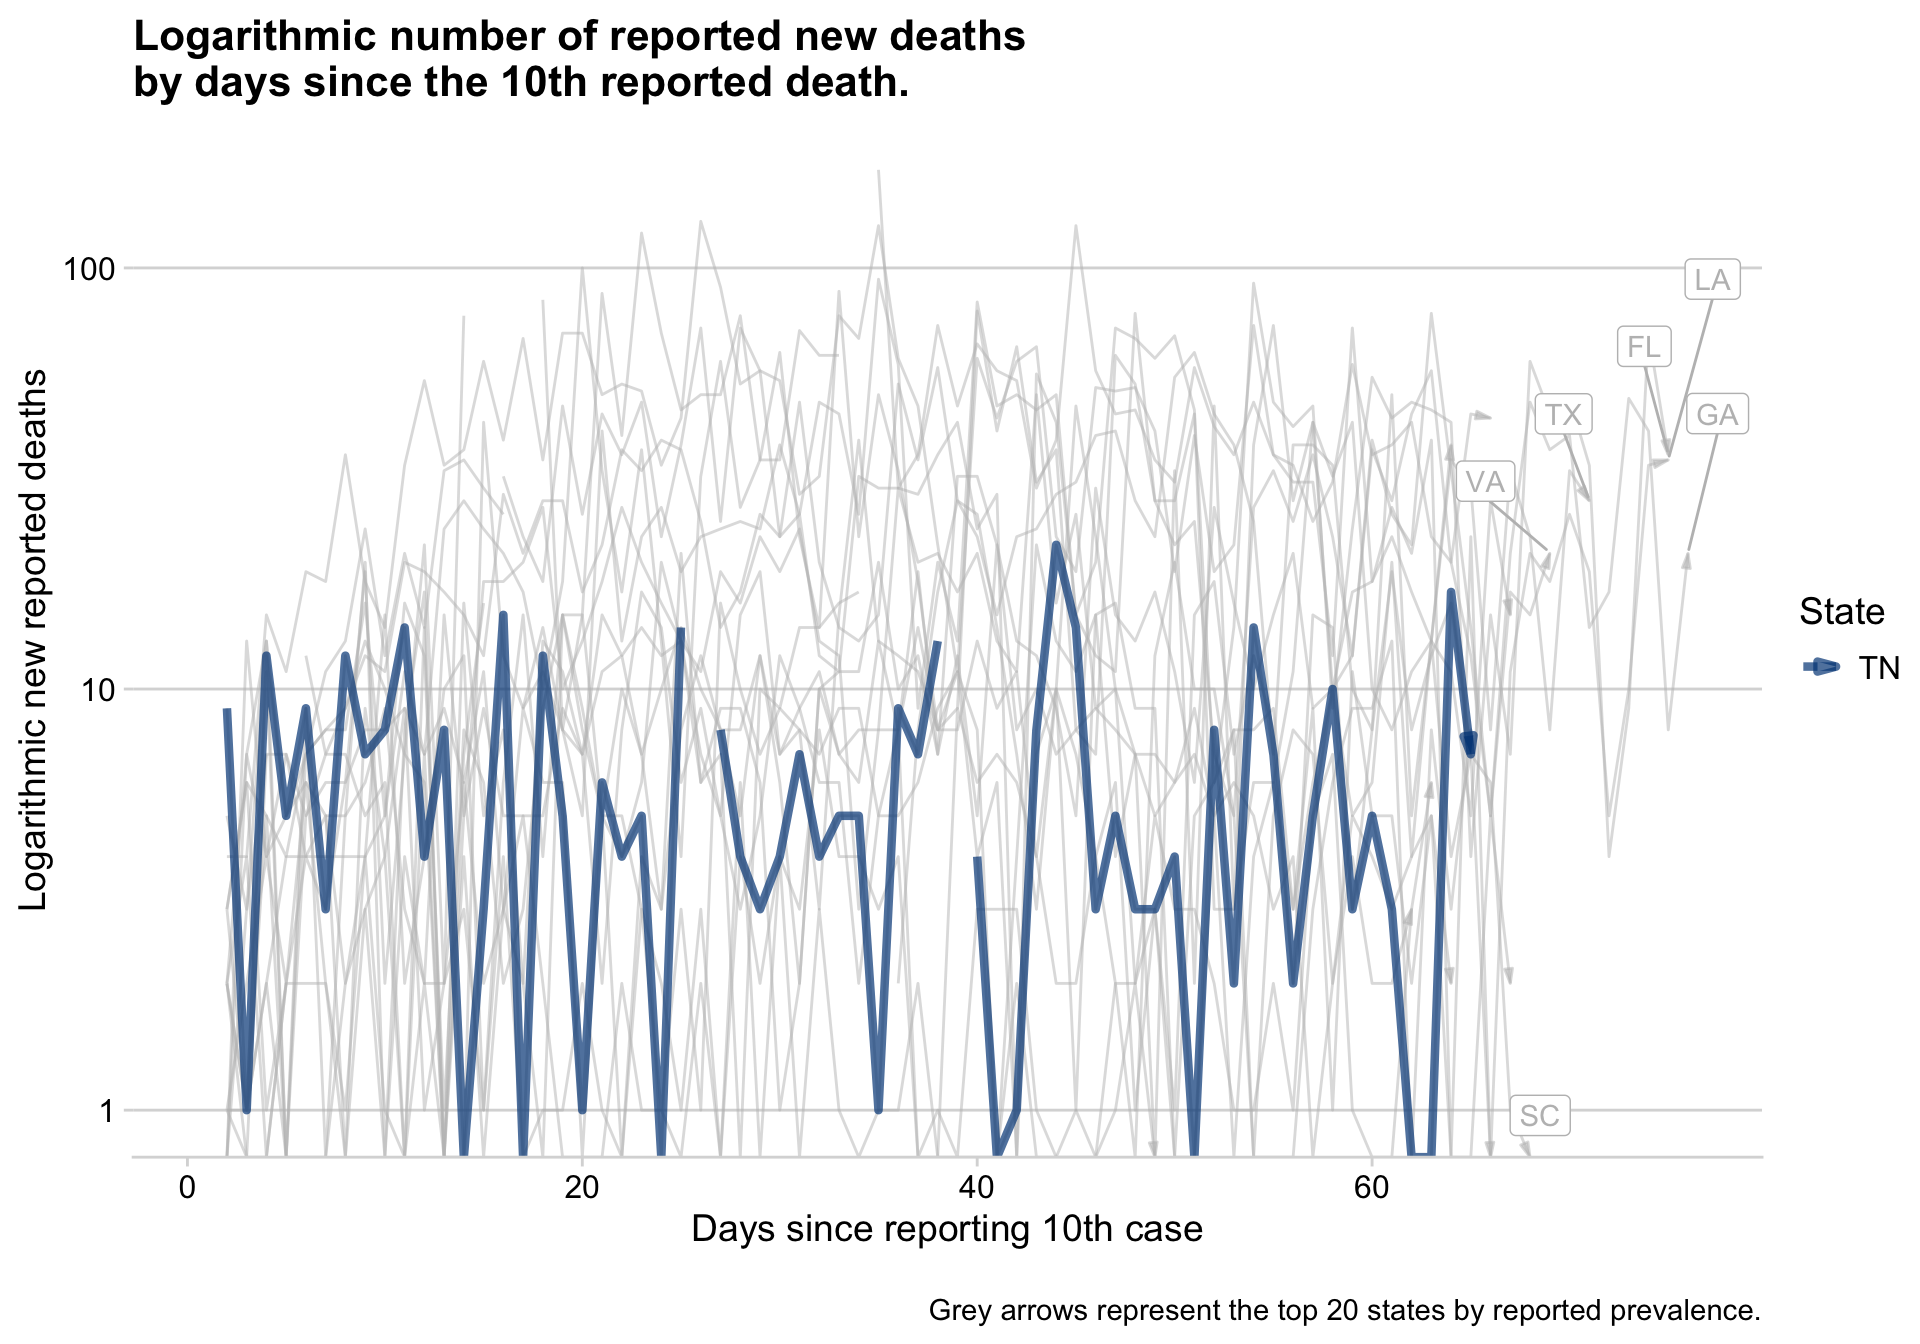 Logarithmic number of reported new deaths
by days since the 10th reported death.
Logarithmic new reported deaths
100
10
1
LA
FL
TX
GA
VA
SC
State
TN
0
20
40
60
Days since reporting 10th case
Grey arrows represent the top 20 states by reported prevalence.